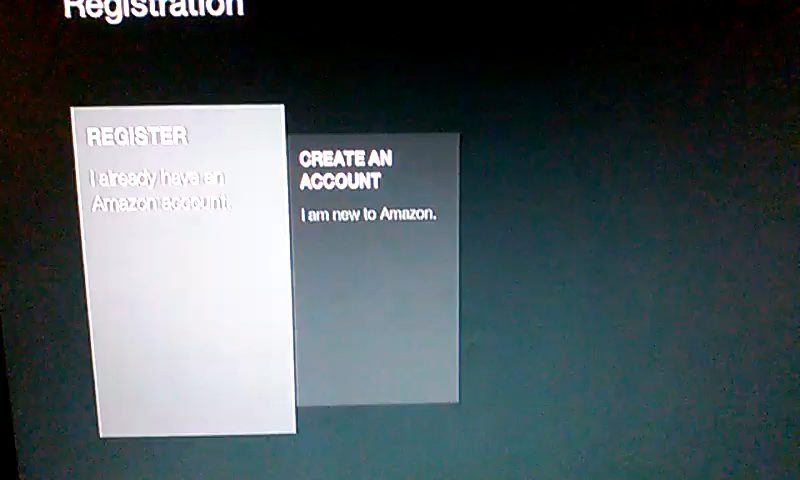 Registration
REGISTER
I already have an
Amazon account.
CREATE AN
ACCOUNT
I am new to Amazon.